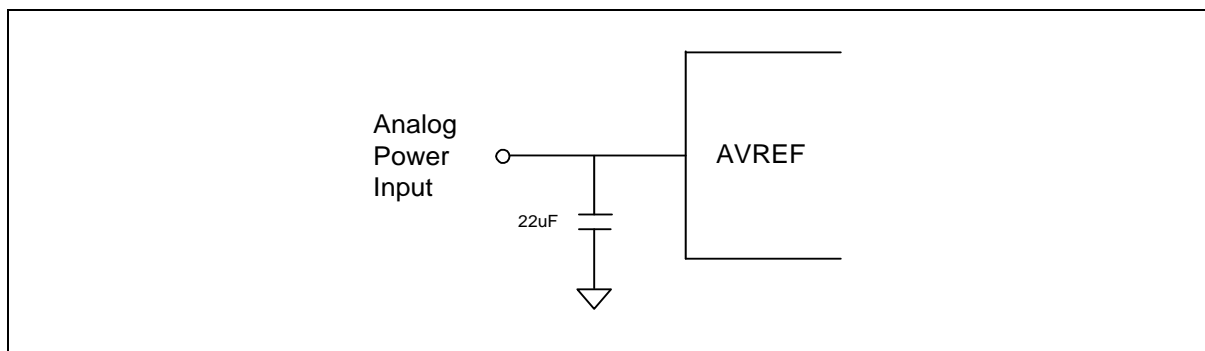 Analog
Power
Input
AVREF
22uF